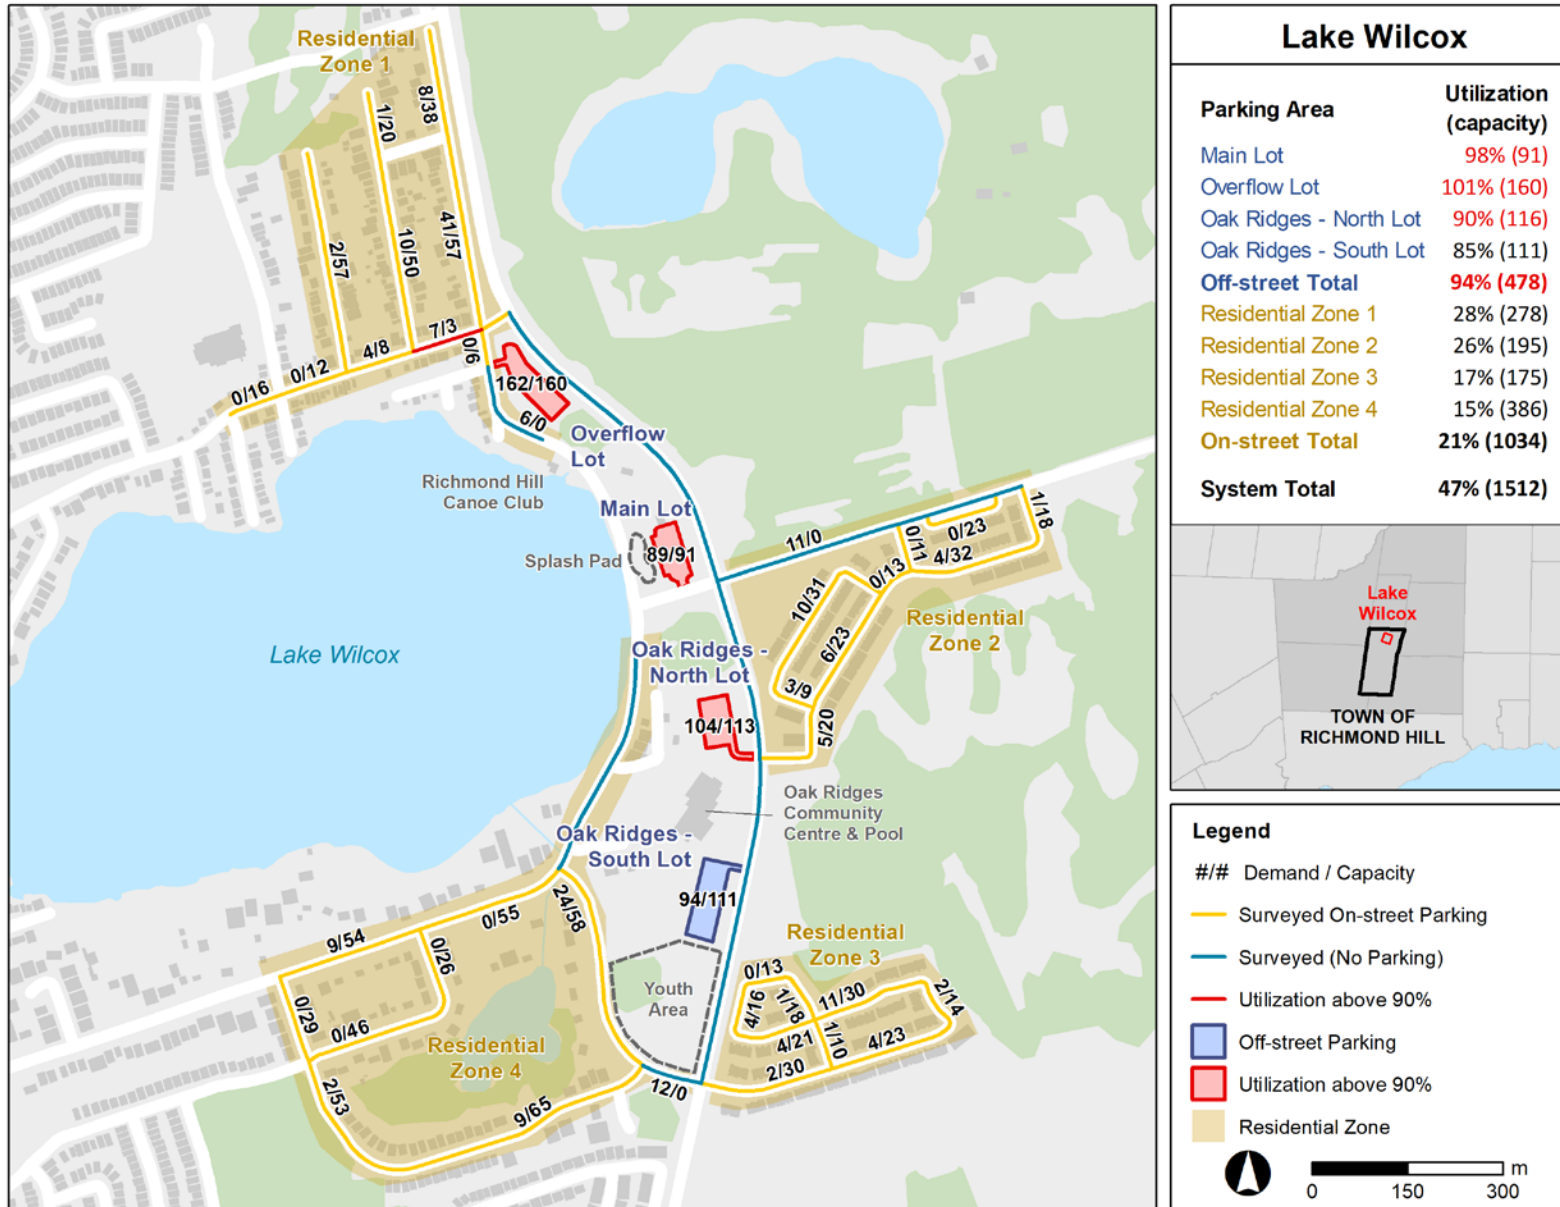 Residential
Zone 1
8/38
1/20
41/57
10/50
2/57
7/3
4/8
0/12
0/16
0/6
162/160
6/0
Overflow
Lot
Richmond Hill
Canoe Club
Main Lot
Splash Pad
89/91
11/0
1/18
0/23
0/11
4/32
0/13
10/31
6/23
3/9
5/20
Residential
Zone 2
Lake Wilcox
Oak Ridges -
North Lot
104/113
Oak Ridges
Community
Centre & Pool
Oak Ridges -
South Lot
94/111
24/58
0/55
9/54
0/26
0/29
0/46
Residential
Zone 4
2/53
9/65
12/0
Youth
Area
Residential
Zone 3
0/13
4/16
1/18
11/30
2/14
4/21
1/10
4/23
2/30
Lake Wilcox
Parking Area Utilization (capacity)
Main Lot 98% (91)
Overflow Lot 101% (160)
Oak Ridges - North Lot 90% (116)
Oak Ridges - South Lot 85% (111)
Off-street Total 94% (478)
Residential Zone 1 28% (278)
Residential Zone 2 26% (195)
Residential Zone 3 17% (175)
Residential Zone 4 15% (386)
On-street Total 21% (1034)
System Total 47% (1512)
Lake
Wilcox
TOWN OF
RICHMOND HILL
Legend
#/# Demand / Capacity
Surveyed On-street Parking
Surveyed (No Parking)
Utilization above 90%
Off-street Parking
Utilization above 90%
Residential Zone
m
0 150 300